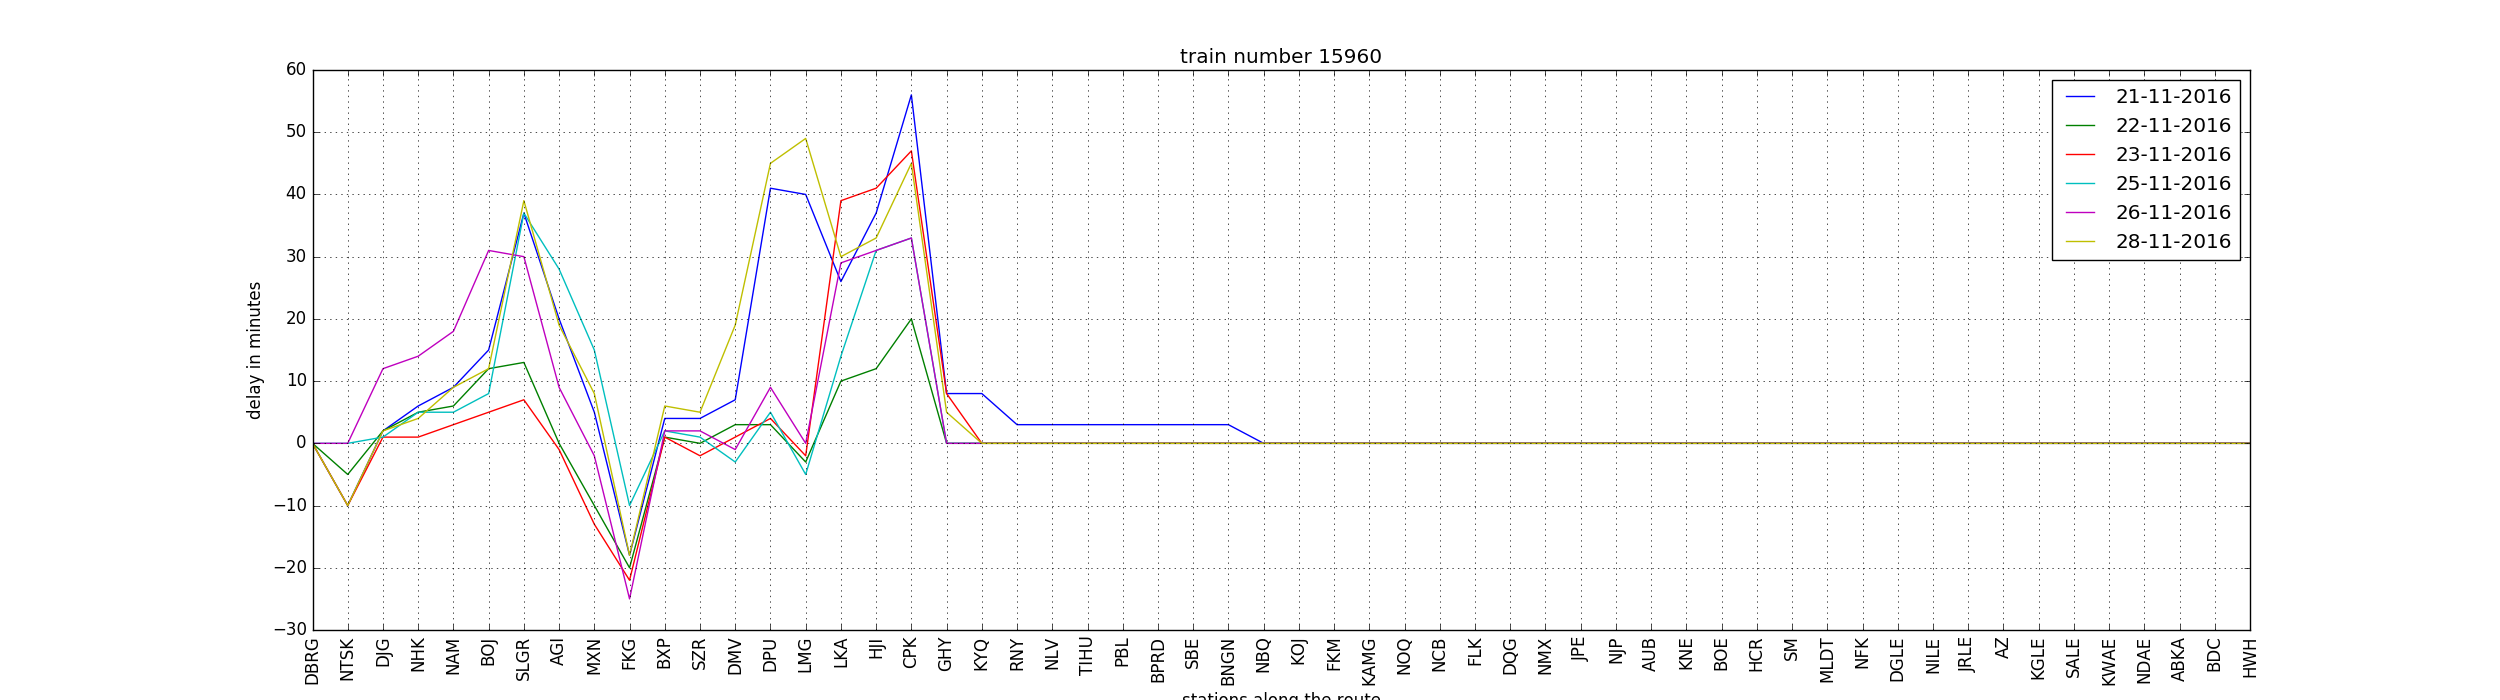 train number 15960
60
50
40
30
20
10
0
−10
−20
−30
delay in minutes
21-11-2016
22-11-2016
23-11-2016
25-11-2016
26-11-2016
28-11-2016
DBRG
NTSK
DJG
NHK
NAM
BOJ
SLGR
AGI
MXN
FKG
BXP
SZR
DMV
DPU
LMG
LKA
HJI
CPK
GHY
KYQ
RNY
NLV
TIHU
PBL
BPRD
SBE
BNGN
NBQ
KOJ
FKM
KAMG
NOQ
NCB
FLK
DQG
NMX
JPE
NJP
AUB
KNE
BOE
HCR
SM
MLDT
NFK
DGLE
NILE
JRLE
AZ
KGLE
SALE
KWAE
NDAE
ABKA
BDC
HWH
stations along the route